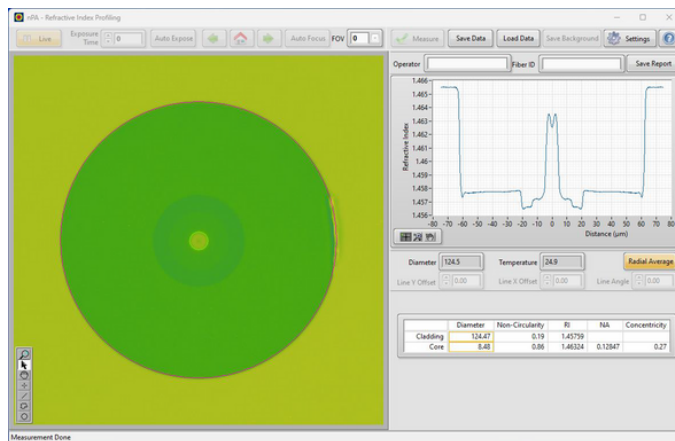 nPA - Refractive Index Profiling
Live
Exposure Time
0
Auto Expose
Auto Focus
FOV
0
Measure
Save Data
Load Data
Save Background
Settings
Operator
Fiber ID
Save Report
1.466
1.465
1.464
1.463
1.462
1.461
1.460
1.459
1.458
1.457
1.456
Refractive Index
-80 -70 -60 -50 -40 -30 -20 -10 0 10 20 30 40 50 60 70 80
Distance (µm)
Diameter 124.5 Temperature 24.9 Radial Average
Line Y Offset 0.00 Line X Offset 0.00 Line Angle 0.00
Diameter Non-Circularity RI NA Concentricity
Cladding 124.47 0.19 1.45759
Core 8.48 0.86 1.46324 0.12847 0.27
Measurement Done